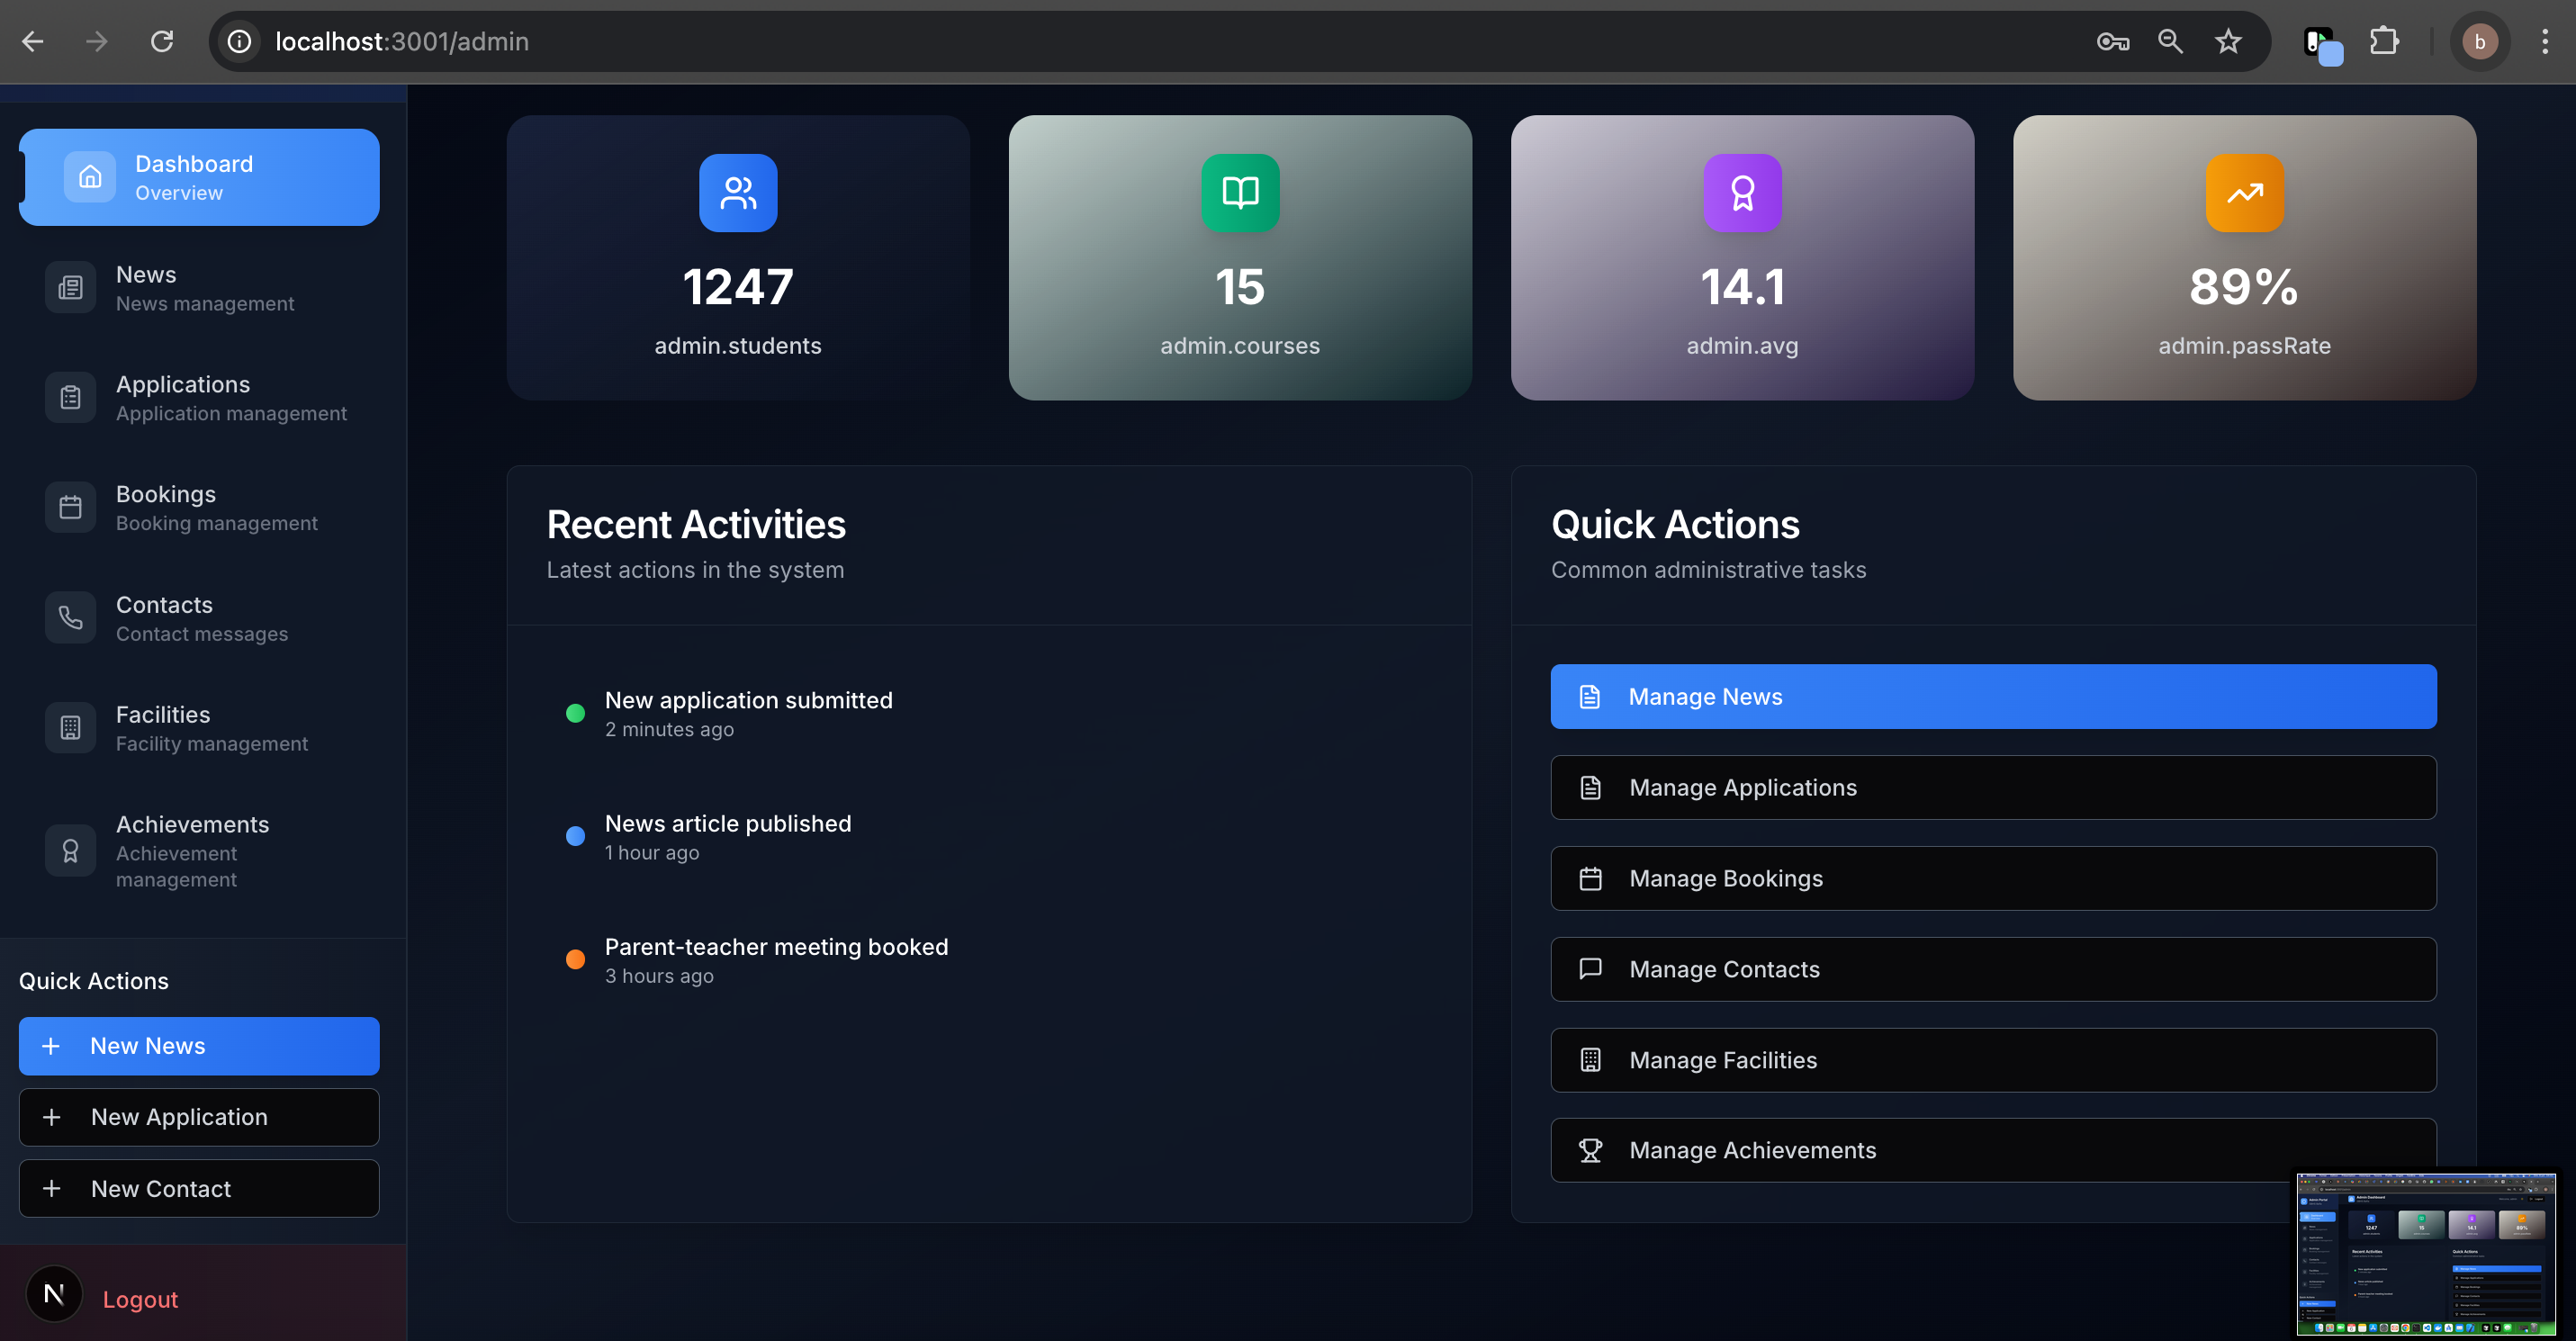 localhost:3001/admin
b
Dashboard
Overview
News
News management
Applications
Application management
Bookings
Booking management
Contacts
Contact messages
Facilities
Facility management
Achievements
Achievement
management
Quick Actions
New News
New Application
New Contact
N
Logout
1247
admin.students
15
admin.courses
14.1
admin.avg
89%
admin.passRate
Recent Activities
Latest actions in the system
New application submitted
2 minutes ago
News article published
1 hour ago
Parent-teacher meeting booked
3 hours ago
Quick Actions
Common administrative tasks
Manage News
Manage Applications
Manage Bookings
Manage Contacts
Manage Facilities
Manage Achievements